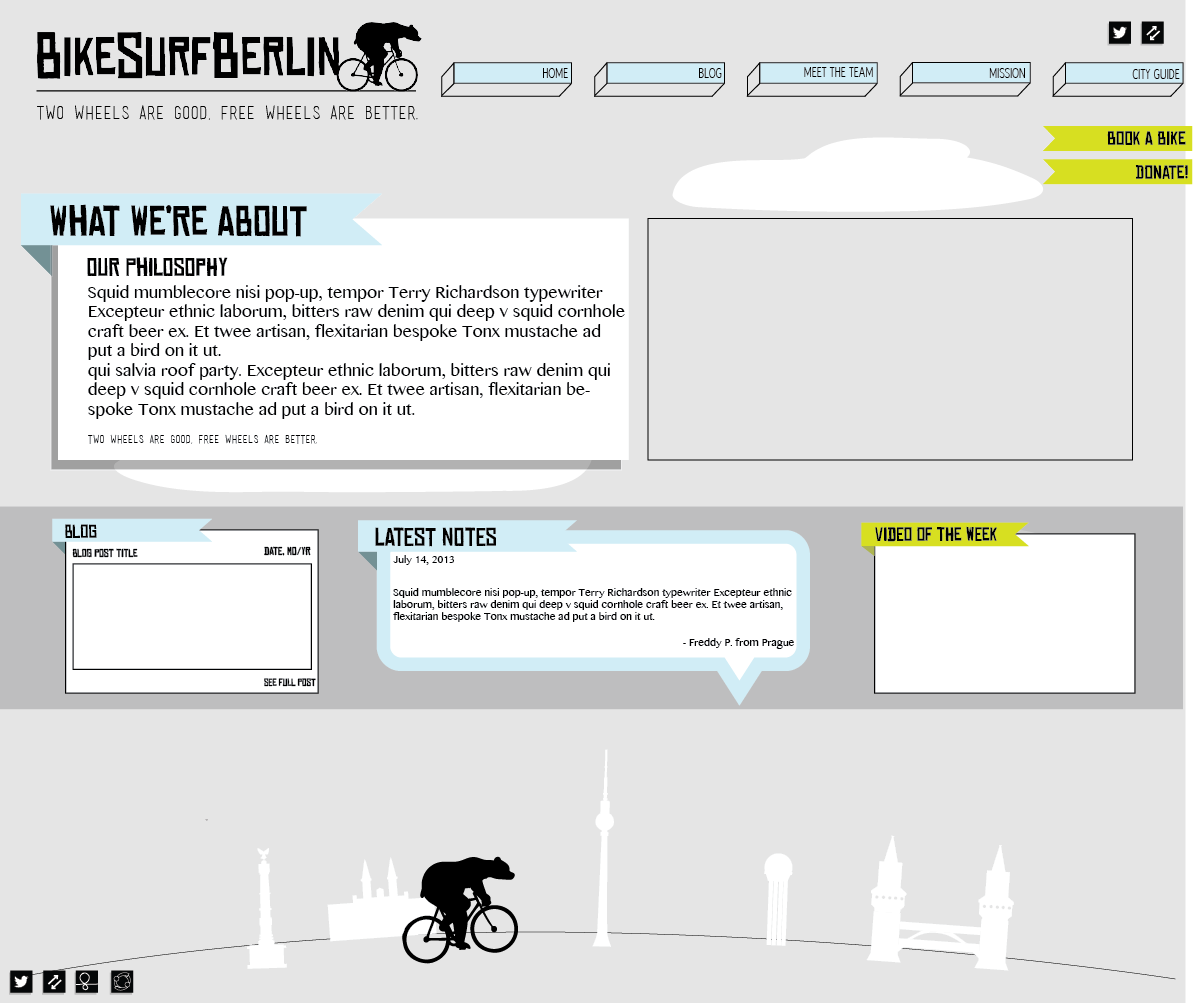 BIKESURFBERLIN
TWO WHEELS ARE GOOD, FREE WHEELS ARE BETTER.
HOME
BLOG
MEET THE TEAM
MISSION
CITY GUIDE
BOOK A BIKE
DONATE!
WHAT WE'RE ABOUT
OUR PHILOSOPHY
Squid mumblecore nisi pop-up, tempor Terry Richardson typewriter
Excepteur ethnic laborum, bitters raw denim qui deep v squid cornhole
craft beer ex. Et twee artisan, flexitarian bespoke Tonx mustache ad
put a bird on it ut.
qui salvia roof party. Excepteur ethnic laborum, bitters raw denim qui
deep v squid cornhole craft beer ex. Et twee artisan, flexitarian be-
spoke Tonx mustache ad put a bird on it ut.
TWO WHEELS ARE GOOD, FREE WHEELS ARE BETTER.
BLOG
BLOG POST TITLE
DATE, MO/YR
SEE FULL POST
LATEST NOTES
July 14, 2013
Squid mumblecore nisi pop-up, tempor Terry Richardson typewriter Excepteur ethnic
laborum, bitters raw denim qui deep v squid cornhole craft beer ex. Et twee artisan,
flexitarian bespoke Tonx mustache ad put a bird on it ut.
- Freddy P. from Prague
VIDEO OF THE WEEK